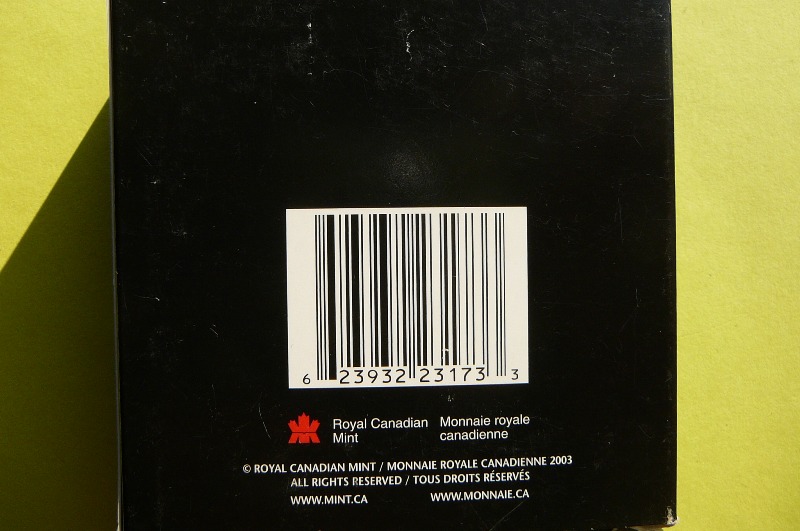 6 23932 23173 3
Royal Canadian Mint Monnaie royale canadienne
© ROYAL CANADIAN MINT / MONNAIE ROYALE CANADIENNE 2003
ALL RIGHTS RESERVED / TOUS DROITS RÉSERVÉS
WWW.MINT.CA WWW.MONNAIE.CA